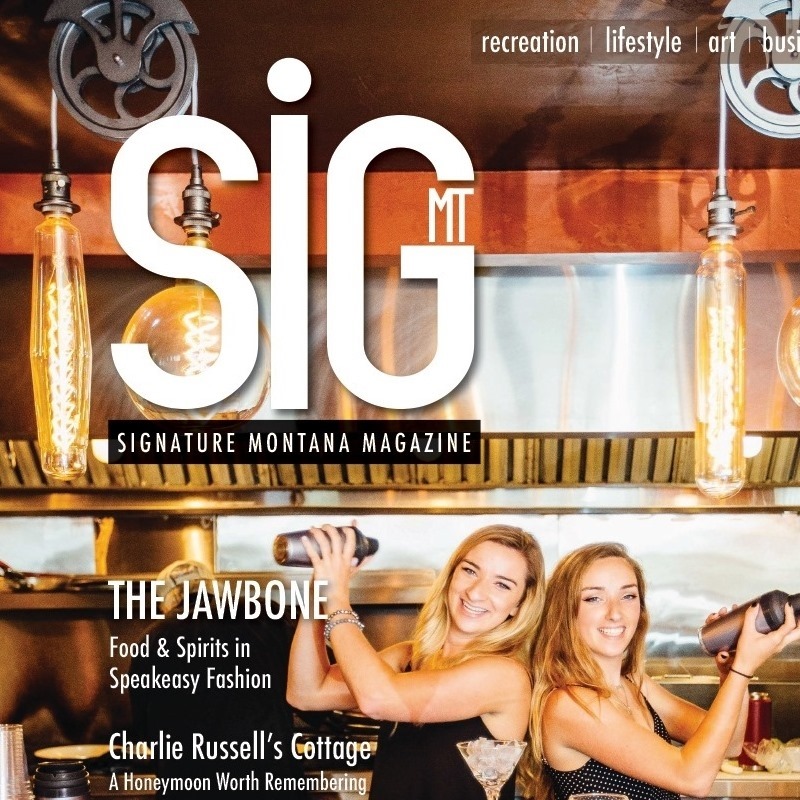 recreation | lifestyle | art | busi
SiG
MT
SIGNATURE MONTANA MAGAZINE
THE JAWBONE
Food & Spirits in
Speakeasy Fashion
Charlie Russell's Cottage
A Honeymoon Worth Remembering